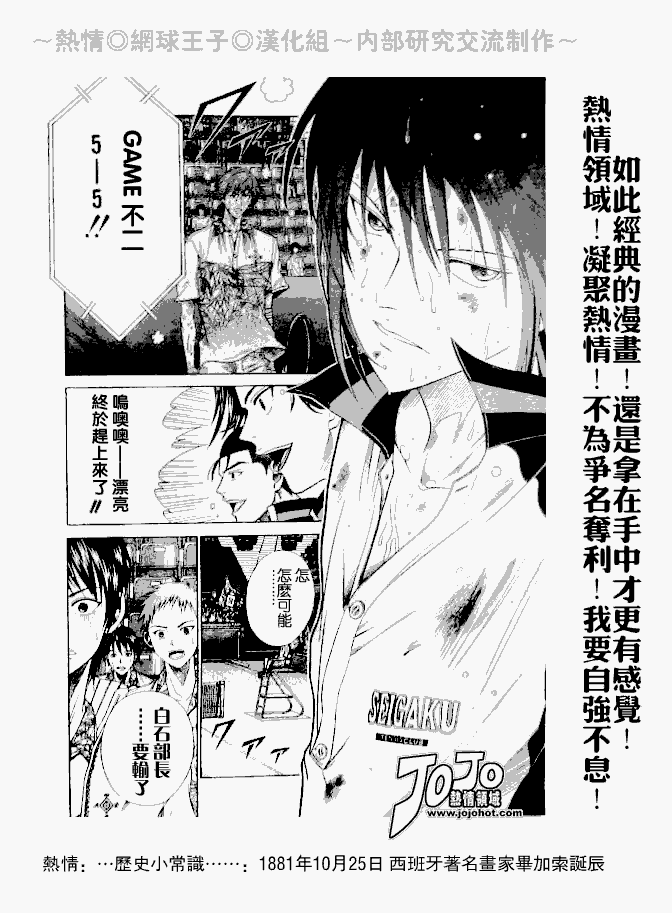 ～熱情◎網球王子◎漢化組～内部研究交流制作～
如此經典的漫畫！還是拿在手中才更有感覺！
熱情領域！凝聚熱情！不為爭名奪利！我要自強不息！
GAME 不二
5—5!!
嗚噢噢——漂亮
終於趕上來了!!
怎
……怎麼可能
白石部長
……要輸了
SEIGAKU
TENNIS CLUB
JOJO
熱情領域
www.jojohot.com
熱情：…歷史小常識……：1881年10月25日 西班牙著名畫家畢加索誕辰